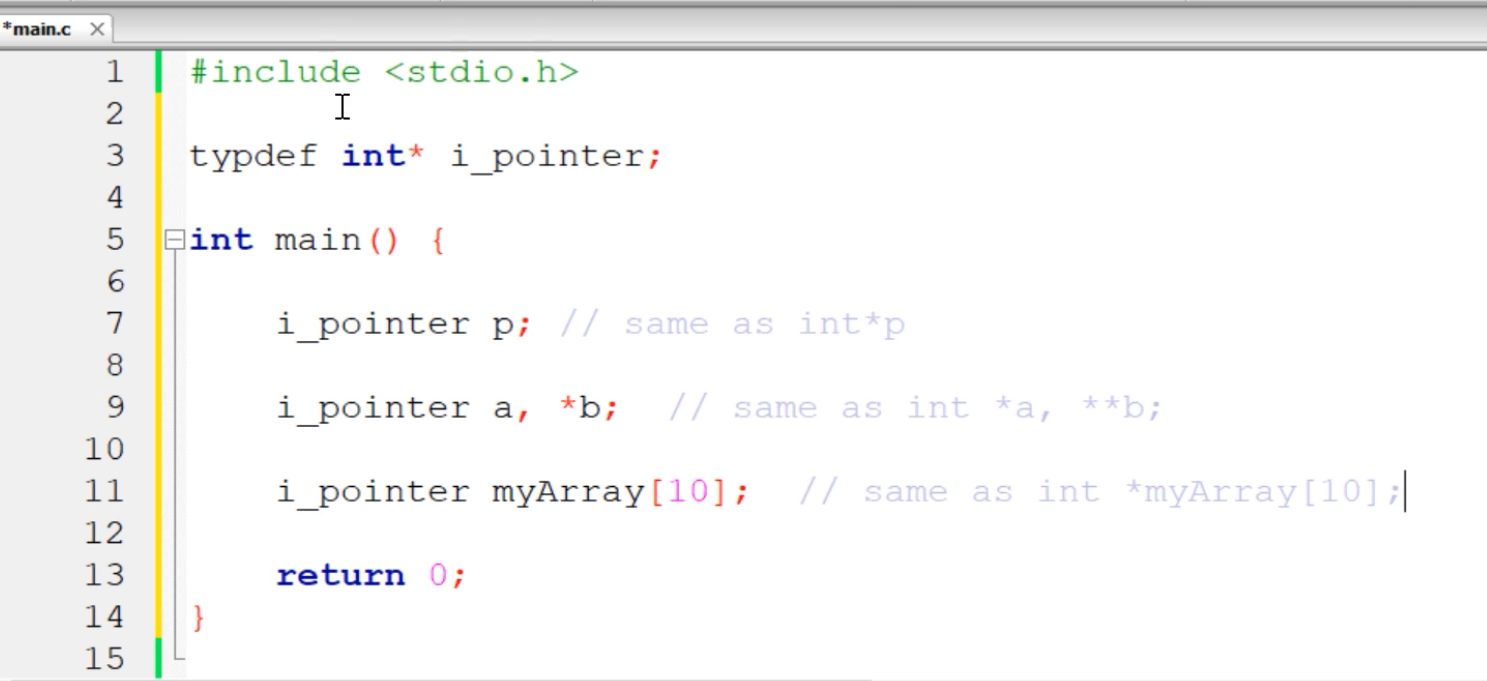 *main.c
1 #include <stdio.h>
2
3 typdef int* i_pointer;
4
5 int main() {
6
7 i_pointer p; // same as int*p
8
9 i_pointer a, *b; // same as int *a, **b;
10
11 i_pointer myArray[10]; // same as int *myArray[10];
12
13 return 0;
14 }
15